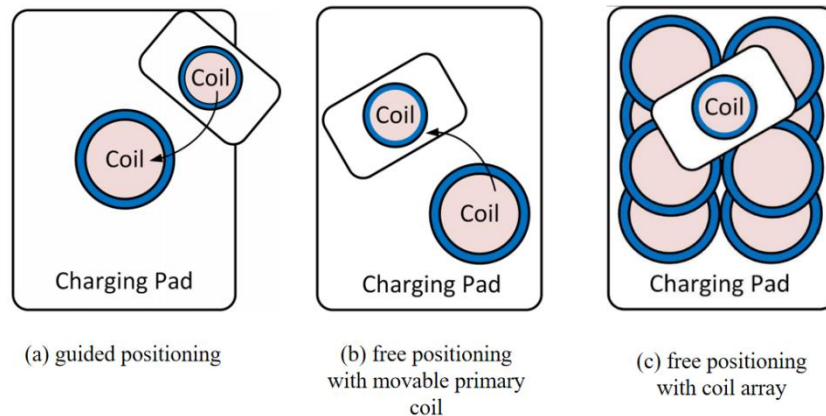 Coil
Coil
Charging Pad
(a) guided positioning
Coil
Coil
Charging Pad
(b) free positioning
with movable primary
coil
Coil
Charging Pad
(c) free positioning
with coil array